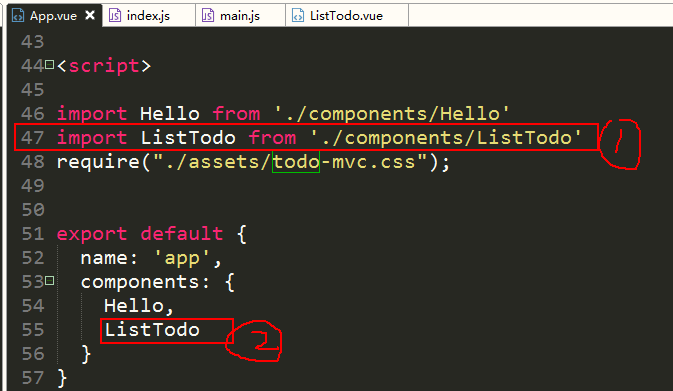 App.vue index.js main.js ListTodo.vue
43
44 <script>
45
46 import Hello from './components/Hello'
47 import ListTodo from './components/ListTodo'
1
48 require("./assets/todo-mvc.css");
49
50
51 export default {
52   name: 'app',
53   components: {
54     Hello,
55     ListTodo
2
56   }
57 }